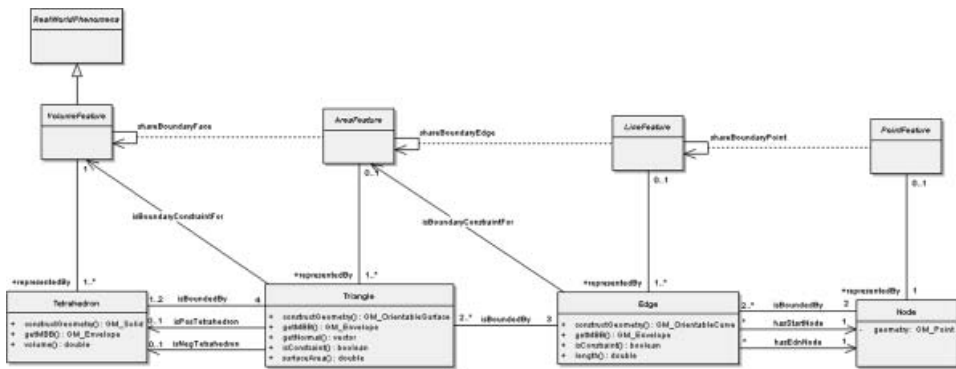 RealWorldPhenomeca
VolumeFeature
shareBoundaryFace
AreaFeature
shareBoundaryEdge
LineFeature
shareBoundaryPoint
PointFeature
1
0..1
0..1
0..1
isBoundaryConstraintFor
isBoundaryConstraintFor
+representedBy 1..*
+representedBy 1..*
+representedBy 1..*
+representedBy 1
Tetrahedron
+ constructGeometry() : GM_Solid
+ getMBB() : GM_Envelope
+ volume() : double
1..2 isBoundedBy 4
0..1 isPosTetrahedron
0..1 isNegTetrahedron
Triangle
+ constructGeometry() : GM_OrientableSurface
+ getMBB() : GM_Envelope
+ getNormal() : vector
+ isConstraint() : boolean
+ surfaceArea() : double
2..* isBoundedBy 3
Edge
+ constructGeometry() : GM_OrientableCurve
+ getMBB() : GM_Envelope
+ isConstraint() : boolean
+ length() : double
2..* isBoundedBy 2
* hasStartNode 1
* hasEdnNode 1
Node
- geometry: GM_Point